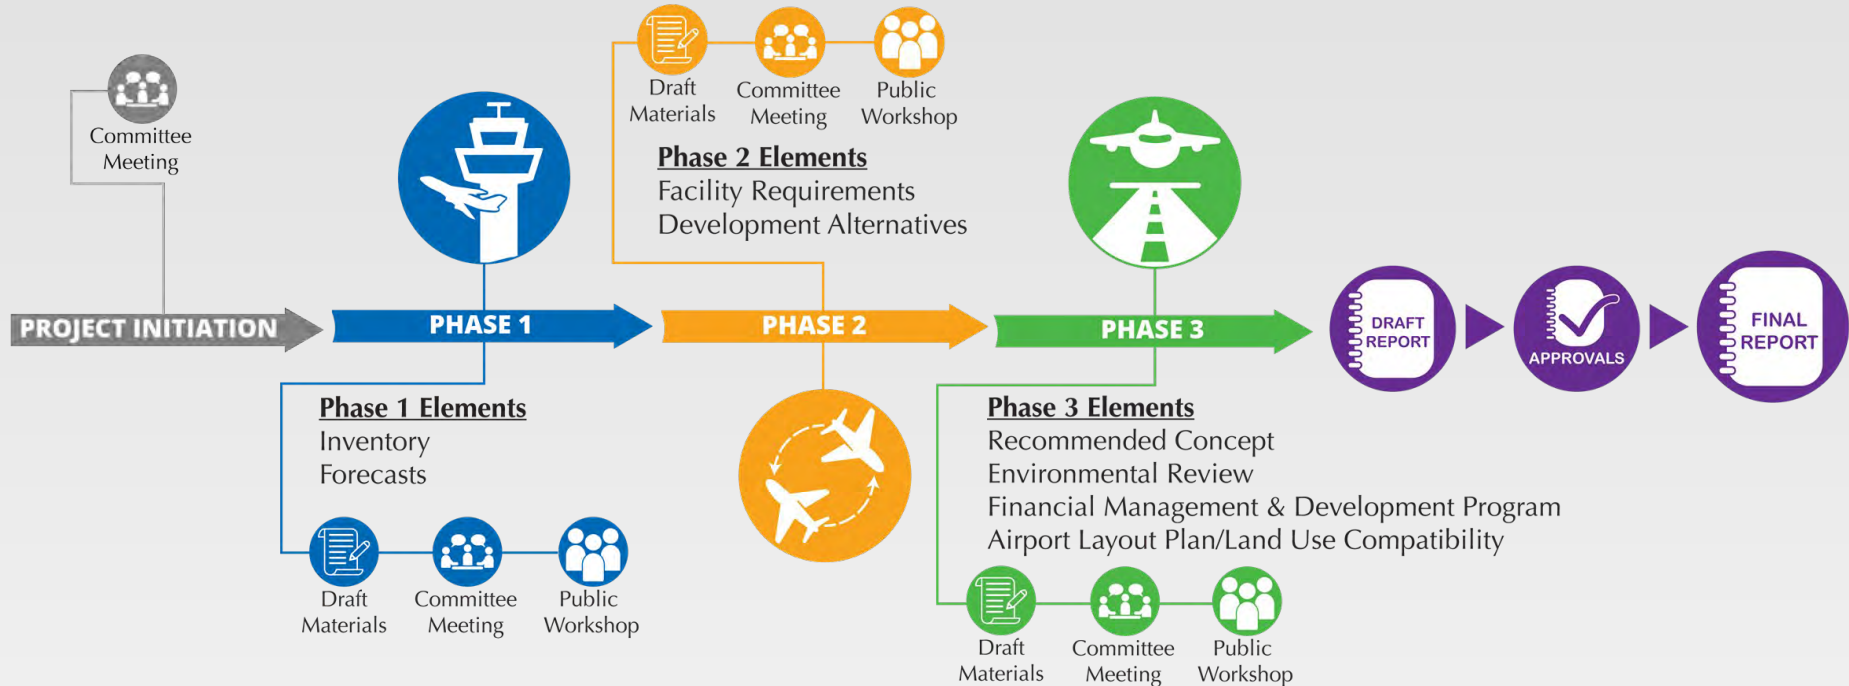 Committee
Meeting
PROJECT INITIATION
PHASE 1
Phase 1 Elements
Inventory
Forecasts
Draft
Materials
Committee
Meeting
Public
Workshop
Draft
Materials
Committee
Meeting
Public
Workshop
Phase 2 Elements
Facility Requirements
Development Alternatives
PHASE 2
PHASE 3
Phase 3 Elements
Recommended Concept
Environmental Review
Financial Management & Development Program
Airport Layout Plan/Land Use Compatibility
Draft
Materials
Committee
Meeting
Public
Workshop
DRAFT
REPORT
APPROVALS
FINAL
REPORT